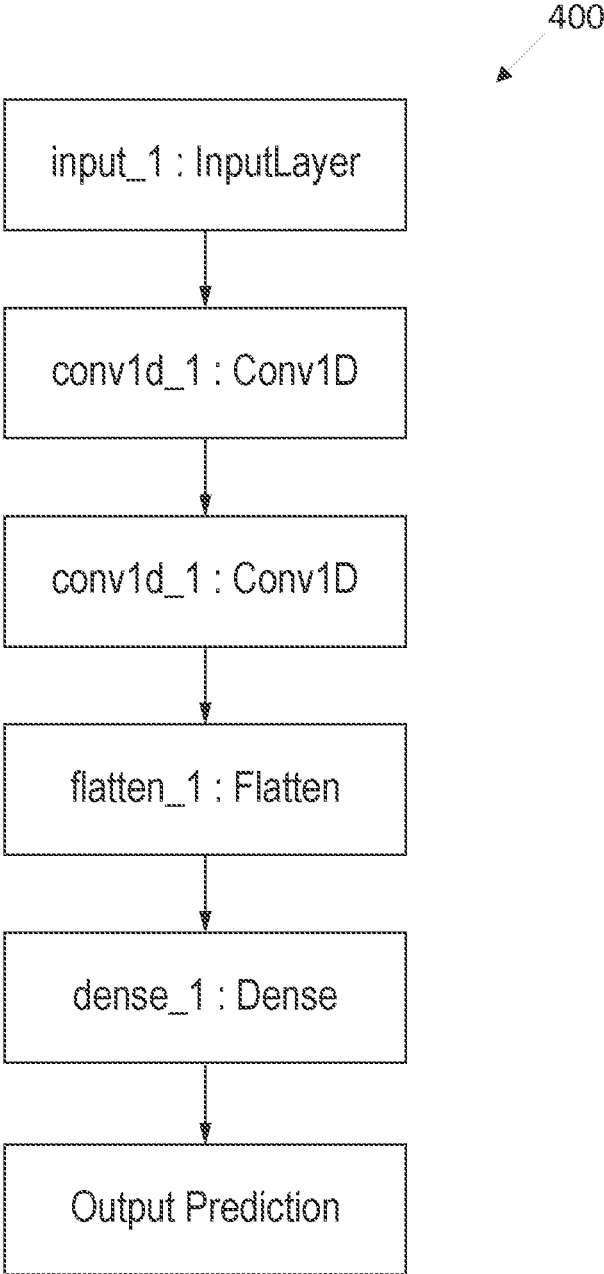 400
input_1 : InputLayer
conv1d_1 : Conv1D
conv1d_1 : Conv1D
flatten_1 : Flatten
dense_1 : Dense
Output Prediction